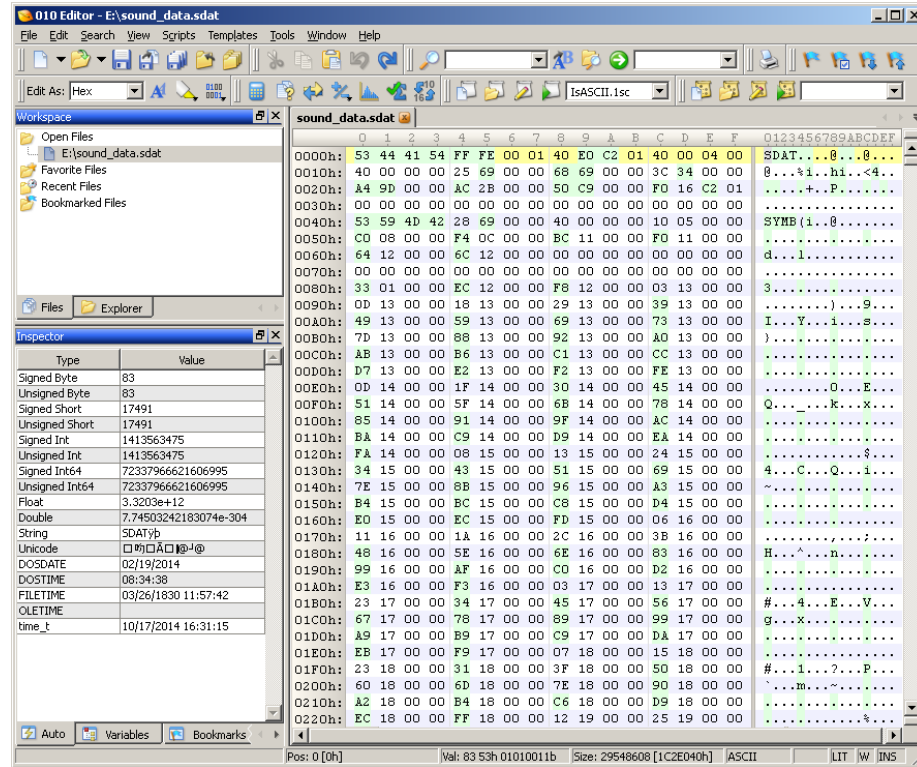 010 Editor - E:\sound_data.sdat
File Edit Search View Scripts Templates Tools Window Help
Edit As: Hex IsASCII.1sc
Workspace
Open Files
E:\sound_data.sdat
Favorite Files
Recent Files
Bookmarked Files
Files Explorer
Inspector
Type Value
Signed Byte 83
Unsigned Byte 83
Signed Short 17491
Unsigned Short 17491
Signed Int 1413563475
Unsigned Int 1413563475
Signed Int64 72337966621606995
Unsigned Int64 72337966621606995
Float 3.3203e+12
Double 7.74503242183074e-304
String SDATÿþ
DOSDATE 02/19/2014
DOSTIME 08:34:38
FILETIME 03/26/1830 11:57:42
OLETIME
time_t 10/17/2014 16:31:15
Auto Variables Bookmarks
sound_data.sdat
0 1 2 3 4 5 6 7 8 9 A B C D E F 0123456789ABCDEF
0000h: 53 44 41 54 FF FE 00 01 40 E0 C2 01 40 00 04 00 SDAT....@...@...
0010h: 40 00 00 00 25 69 00 00 68 69 00 00 3C 34 00 00 @...%i..hi..<4..
0020h: A4 9D 00 00 AC 2B 00 00 50 C9 00 00 F0 16 C2 01 .....+..P.......
0030h: 00 00 00 00 00 00 00 00 00 00 00 00 00 00 00 00 ................
0040h: 53 59 4D 42 28 69 00 00 40 00 00 00 10 05 00 00 SYMB(i..@.......
0050h: C0 08 00 00 F4 0C 00 00 BC 11 00 00 F0 11 00 00 ................
0060h: 64 12 00 00 6C 12 00 00 00 00 00 00 00 00 00 00 d...l...........
0070h: 00 00 00 00 00 00 00 00 00 00 00 00 00 00 00 00 ................
0080h: 33 01 00 00 EC 12 00 00 F8 12 00 00 03 13 00 00 3...............
0090h: 0D 13 00 00 18 13 00 00 29 13 00 00 39 13 00 00 ........)...9...
00A0h: 49 13 00 00 59 13 00 00 69 13 00 00 73 13 00 00 I...Y...i...s...
00B0h: 7D 13 00 00 88 13 00 00 92 13 00 00 A0 13 00 00 }...............
00C0h: AB 13 00 00 B6 13 00 00 C1 13 00 00 CC 13 00 00 ................
00D0h: D7 13 00 00 E2 13 00 00 F2 13 00 00 FE 13 00 00 ................
00E0h: 0D 14 00 00 1F 14 00 00 30 14 00 00 45 14 00 00 ........0...E...
00F0h: 51 14 00 00 5F 14 00 00 6B 14 00 00 78 14 00 00 Q..._...k...x...
0100h: 85 14 00 00 91 14 00 00 9F 14 00 00 AC 14 00 00 ................
0110h: BA 14 00 00 C9 14 00 00 D9 14 00 00 EA 14 00 00 ................
0120h: FA 14 00 00 08 15 00 00 13 15 00 00 24 15 00 00 ............$...
0130h: 34 15 00 00 43 15 00 00 51 15 00 00 69 15 00 00 4...C...Q...i...
0140h: 7E 15 00 00 8B 15 00 00 96 15 00 00 A3 15 00 00 ~...............
0150h: B4 15 00 00 BC 15 00 00 C8 15 00 00 D4 15 00 00 ................
0160h: E0 15 00 00 EC 15 00 00 FD 15 00 00 06 16 00 00 ................
0170h: 11 16 00 00 1A 16 00 00 2C 16 00 00 3B 16 00 00 ........,...;...
0180h: 48 16 00 00 5E 16 00 00 6E 16 00 00 83 16 00 00 H...^...n.......
0190h: 99 16 00 00 AF 16 00 00 C0 16 00 00 D2 16 00 00 ................
01A0h: E3 16 00 00 F3 16 00 00 03 17 00 00 13 17 00 00 ................
01B0h: 23 17 00 00 34 17 00 00 45 17 00 00 56 17 00 00 #...4...E...V...
01C0h: 67 17 00 00 78 17 00 00 89 17 00 00 99 17 00 00 g...x...........
01D0h: A9 17 00 00 B9 17 00 00 C9 17 00 00 DA 17 00 00 ................
01E0h: EB 17 00 00 F9 17 00 00 07 18 00 00 15 18 00 00 ................
01F0h: 23 18 00 00 31 18 00 00 3F 18 00 00 50 18 00 00 #...1...?...P...
0200h: 60 18 00 00 6D 18 00 00 7E 18 00 00 90 18 00 00 `...m...~.......
0210h: A2 18 00 00 B4 18 00 00 C6 18 00 00 D9 18 00 00 ................
0220h: EC 18 00 00 FF 18 00 00 12 19 00 00 25 19 00 00 ............%...
Pos: 0 [0h] Val: 83 53h 01010011b Size: 29548608 [1C2E040h] ASCII LIT W INS